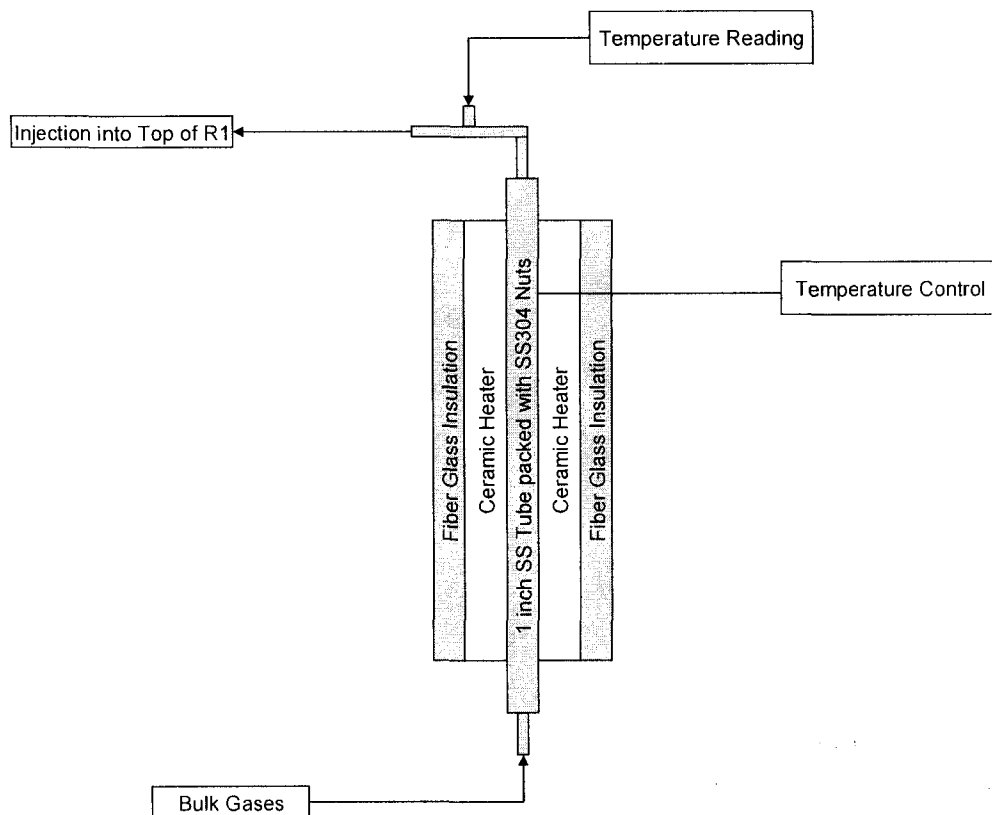 Temperature Reading
Injection into Top of R1
Temperature Control
Fiber Glass Insulation
Ceramic Heater
1 inch SS Tube packed with SS304 Nuts
Ceramic Heater
Fiber Glass Insulation
Bulk Gases